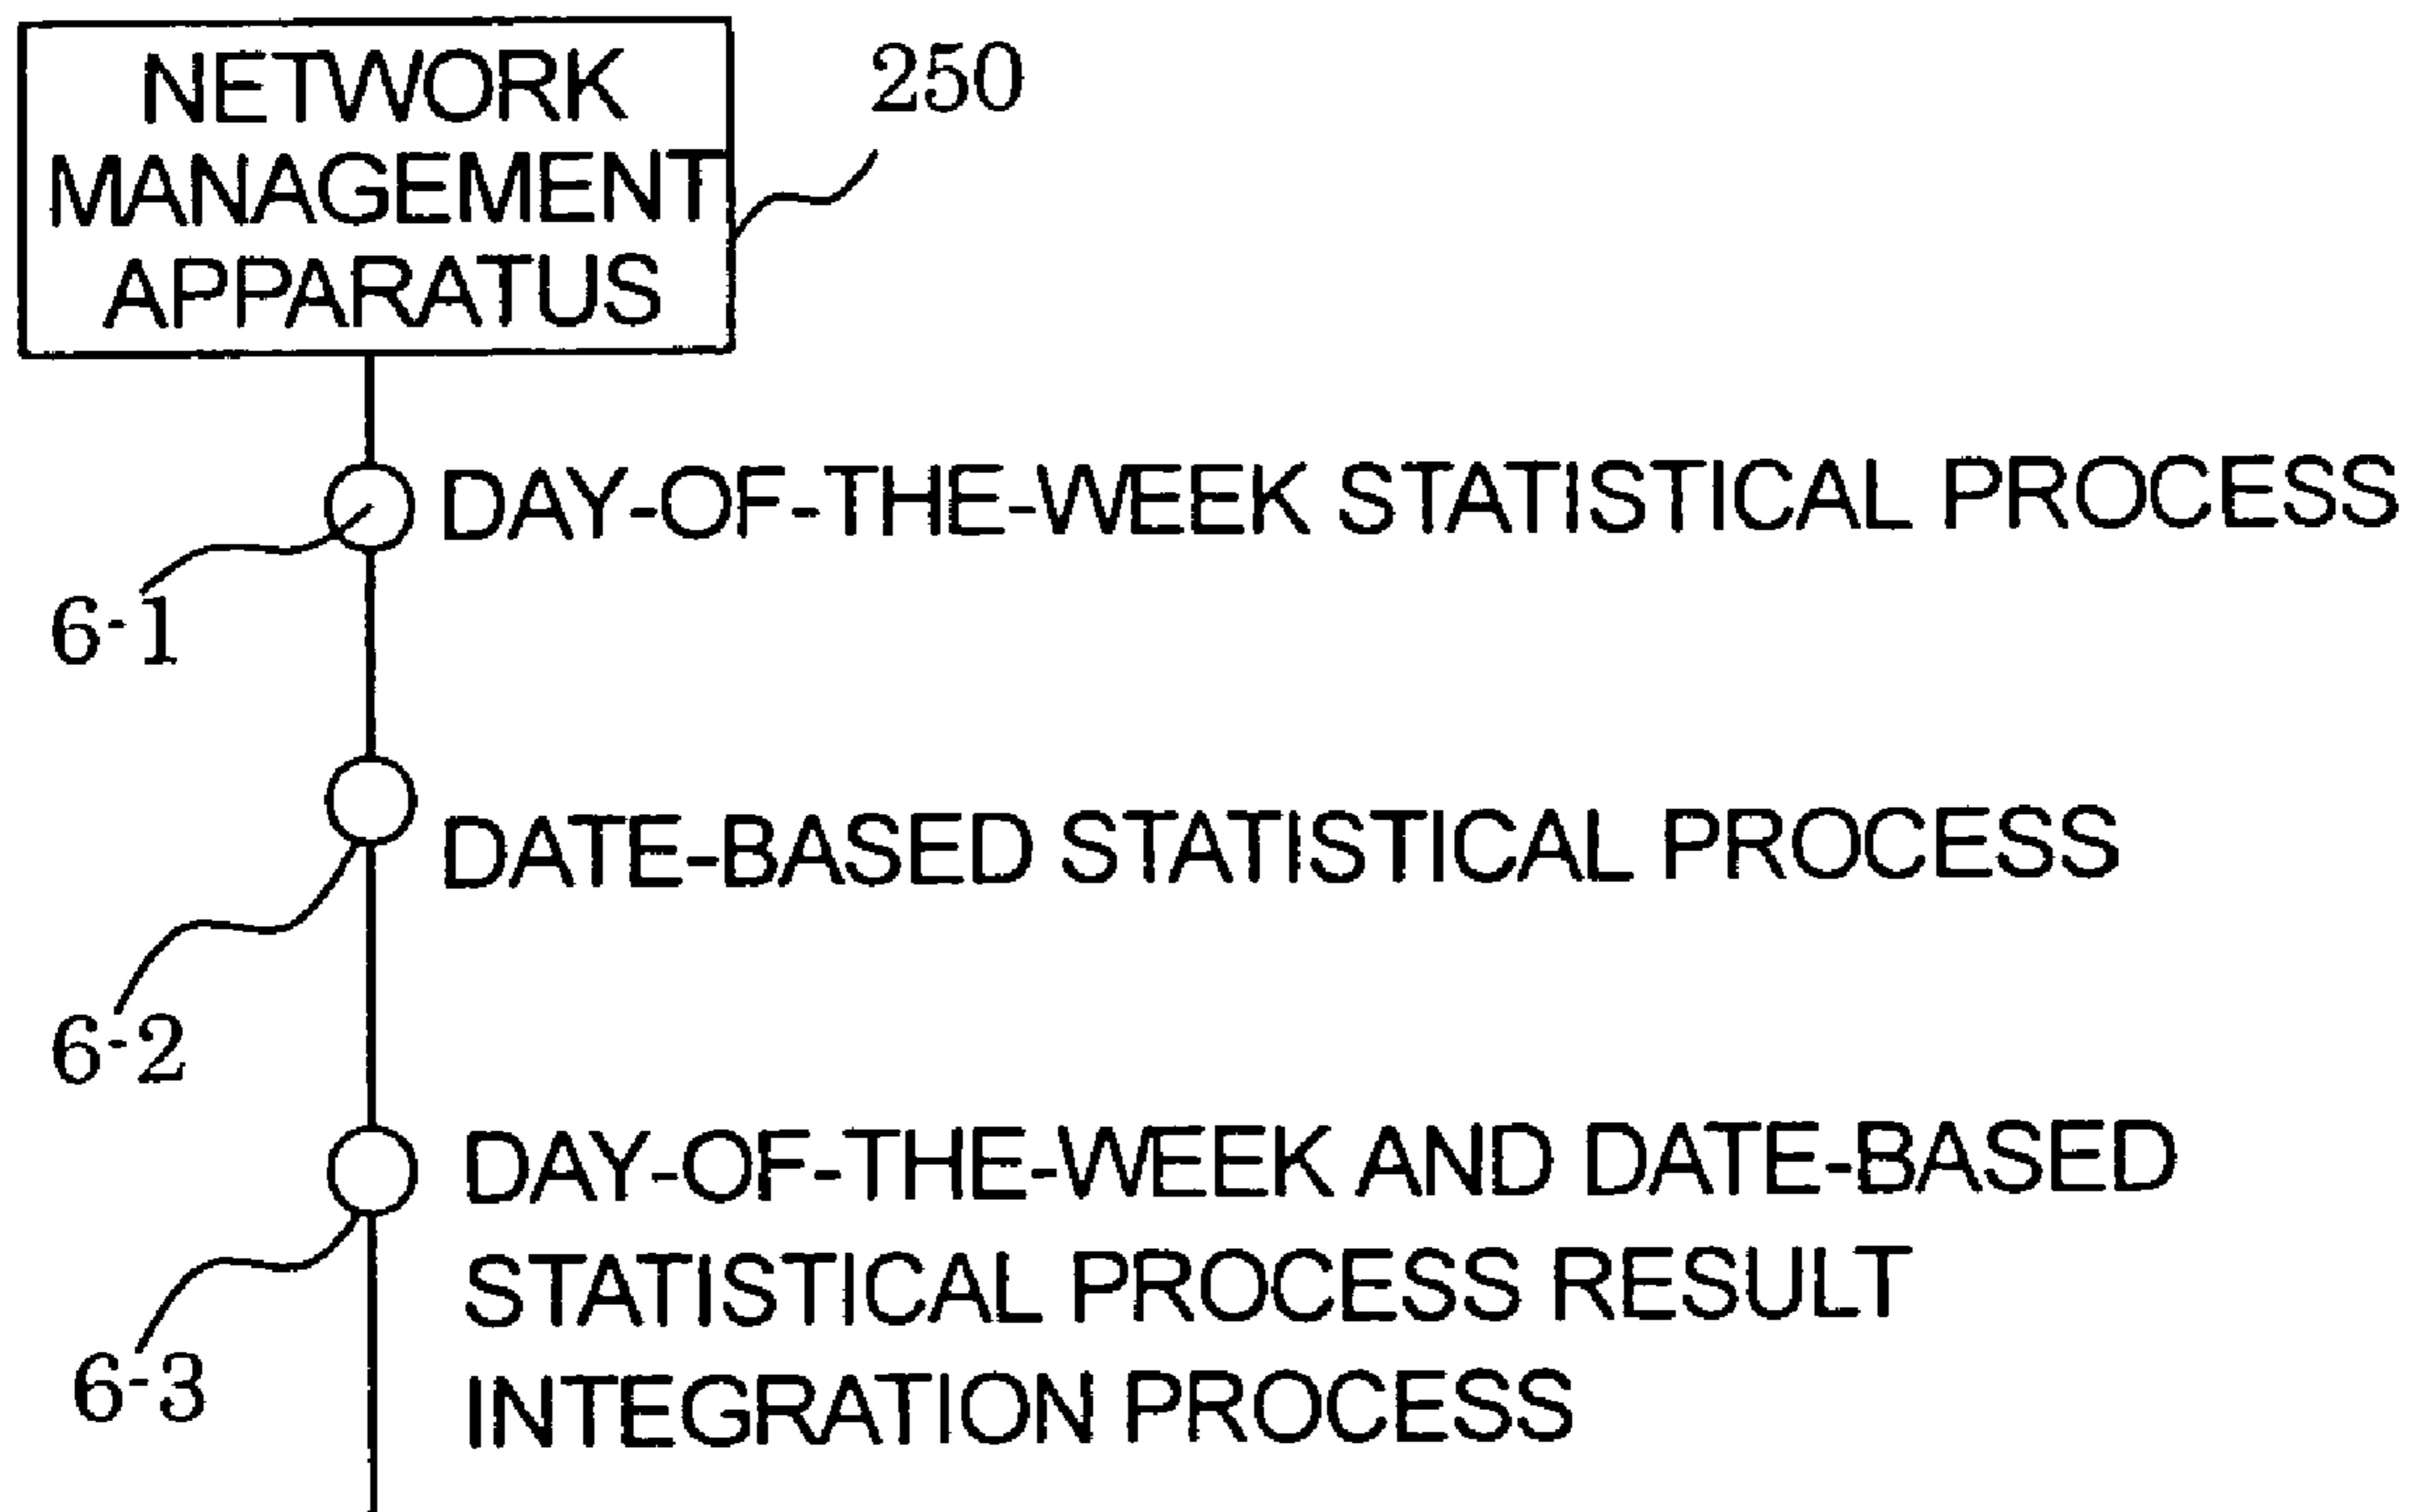 NETWORK
MANAGEMENT
APPARATUS
250
DAY-OF-THE-WEEK STATISTICAL PROCESS
6-1
DATE-BASED STATISTICAL PROCESS
6-2
DAY-OF-THE-WEEK AND DATE-BASED
STATISTICAL PROCESS RESULT
INTEGRATION PROCESS
6-3